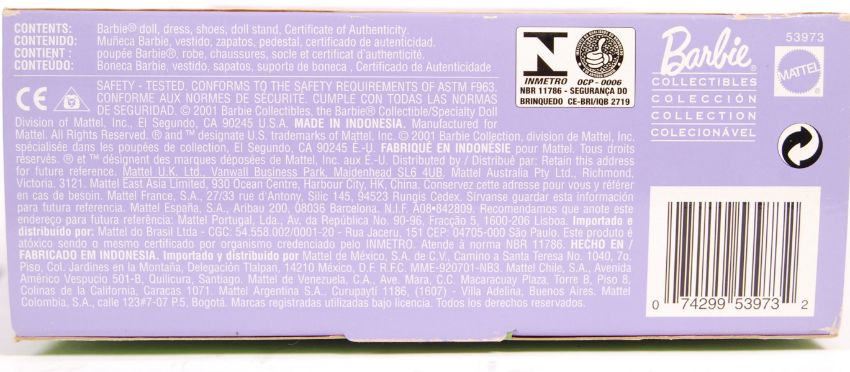 CONTENTS: Barbie® doll, dress, shoes, doll stand, Certificate of Authenticity.
CONTENIDO: Muñeca Barbie, vestido, zapatos, pedestal, certificado de autenticidad.
CONTIENT : poupée Barbie®, robe, chaussures, socle et certificat d'authenticité
CONTEÚDO: Boneca Barbie, vestido, sapatos, suporte de boneca , Certificado de Autenticidade
CE
SAFETY - TESTED. CONFORMS TO THE SAFETY REQUIREMENTS OF ASTM F963.
CONFORME AUX NORMES DE SÉCURITÉ. CUMPLE CON TODAS LAS NORMAS
DE SEGURIDAD. © 2001 Barbie Collectibles, the Barbie® Collectible/Specialty Doll
Division of Mattel, Inc., El Segundo, CA 90245 U.S.A. MADE IN INDONESIA. Manufactured for
Mattel. All Rights Reserved. ® and ™ designate U.S. trademarks of Mattel, Inc. © 2001 Barbie Collection, division de Mattel, Inc.
spécialisée dans les poupées de collection, El Segundo, CA 90245 É.-U. FABRIQUÉ EN INDONÉSIE pour Mattel. Tous droits
réservés. ® et ™ désignent des marques déposées de Mattel, Inc. aux É.-U. Distributed by / Distribué par: Retain this address
for future reference. Mattel U.K. Ltd., Vanwall Business Park, Maidenhead SL6 4UB. Mattel Australia Pty Ltd., Richmond,
Victoria. 3121. Mattel East Asia Limited, 930 Ocean Centre, Harbour City, HK, China. Conservez cette adresse pour vous y référer
en cas de besoin. Mattel France, S.A., 27/33 rue d'Antony, Silic 145, 94523 Rungis Cedex. Sírvanse guardar esta información
para futura referencia. Mattel España, S.A., Aribau 200, 08036 Barcelona. N.I.F. A08•842809. Recomendamos que anote este
endereço para futura referência: Mattel Portugal, Lda., Av. da República No. 90-96, Fracção 5, 1600-206 Lisboa. Importado e
distribuido por: Mattel do Brasil Ltda - CGC: 54.558.002/0001-20 - Rua Jaceru, 151 CEP: 04705-000 São Paulo. Este produto é
atóxico sendo o mesmo certificado por organismo credenciado pelo INMETRO. Atende à norma NBR 11786. HECHO EN /
FABRICADO EM INDONESIA. Importado y distribuido por Mattel de México, S.A. de C.V., Camino a Santa Teresa No. 1040, 7o.
Piso, Col. Jardines en la Montaña, Delegación Tlalpan, 14210 México, D.F. R.F.C. MME-920701-NB3. Mattel Chile, S.A., Avenida
Américo Vespucio 501-B, Quilicura, Santiago. Mattel de Venezuela, C.A., Ave. Mara, C.C. Macaracuay Plaza, Torre B, Piso 8,
Colinas de la California, Caracas 1071. Mattel Argentina S.A., Curupaytí 1186, (1607) - Villa Adelina, Buenos Aires. Mattel
Colombia, S.A., calle 123#7-07 P.5, Bogotá. Marcas registradas utilizadas bajo licencia. Todos los derechos reservados.
INMETRO OCP - 0006
NBR 11786 - SEGURANÇA DO
BRINQUEDO CE-BRI/IQB 2719
Barbie
COLLECTIBLES
COLECCIÓN
COLLECTION
COLECIONÁVEL
53973
MATTEL
0 74299 53973 2